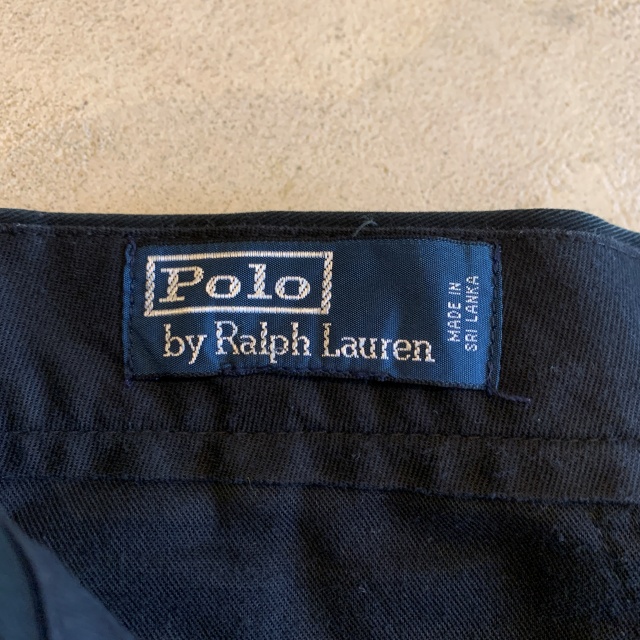 Polo
by Ralph Lauren
MADE IN
SRI LANKA